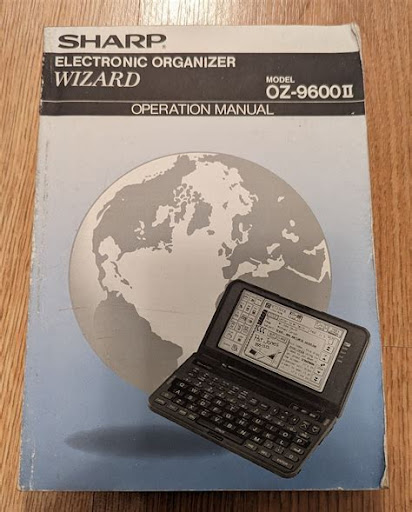 SHARP
ELECTRONIC ORGANIZER
WIZARD
MODEL
OZ-9600II
OPERATION MANUAL